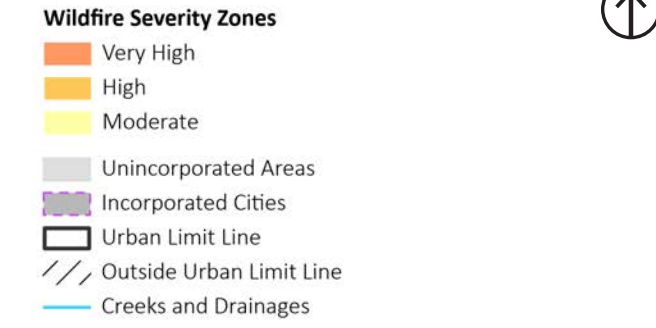 Wildfire Severity Zones
Very High
High
Moderate
Unincorporated Areas
Incorporated Cities
Urban Limit Line
Outside Urban Limit Line
Creeks and Drainages